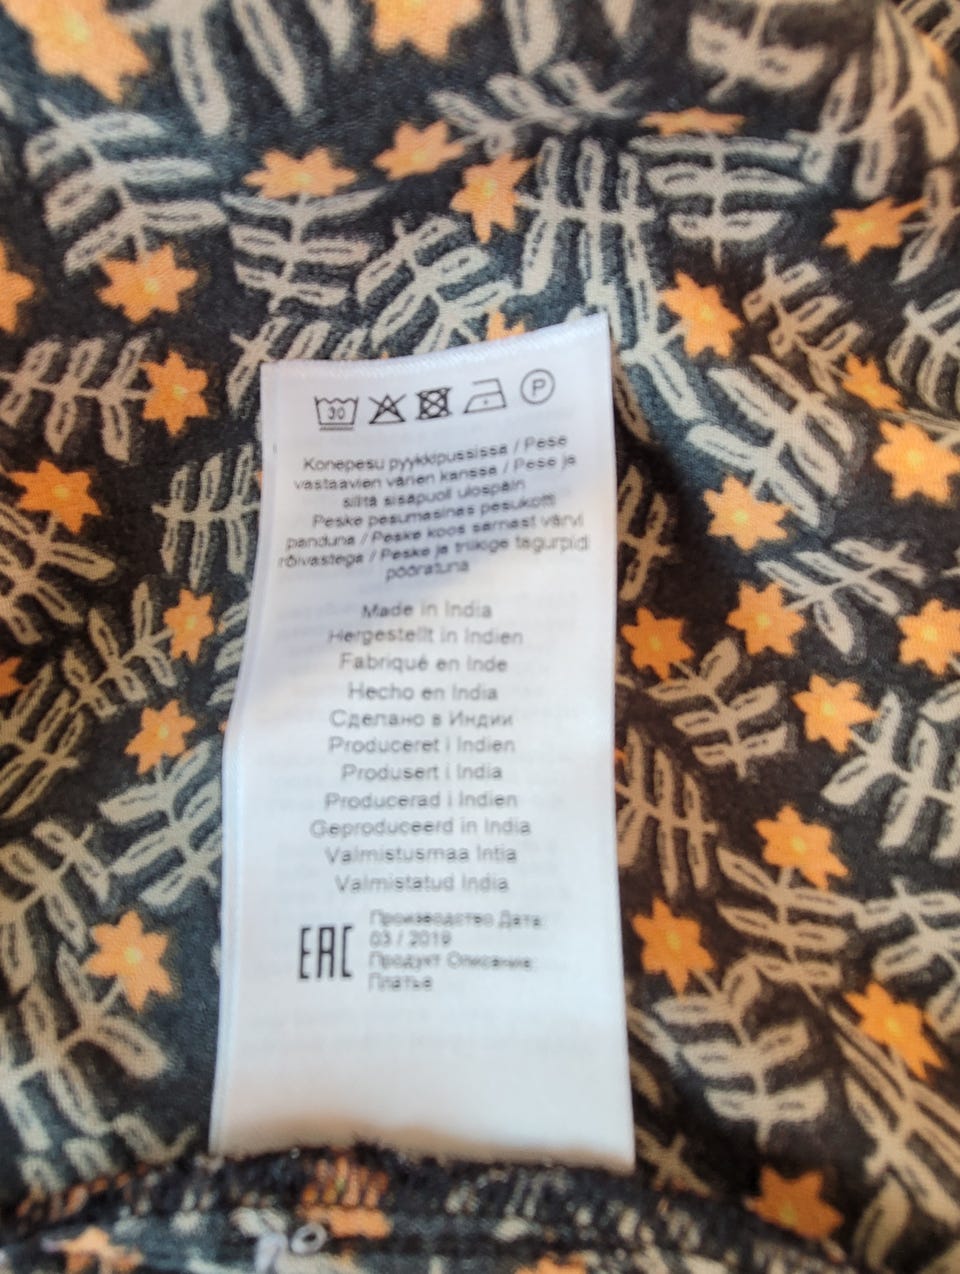 30 P
Konepesu pyykkipussissa / Pese
vastaavien värien kanssa / Pese ja
siltä sisäpuoli ulospäin
Peske pesumasinas pesukotti
panduna / Peske koos sarnast värvi
rõivastega / Peske ja triikige tagurpidi
pööratuna
Made in India
Hergestellt in Indien
Fabriqué en Inde
Hecho en India
Сделано в Индии
Produceret i Indien
Produsert i India
Producerad i Indien
Geproduceerd in India
Valmistusmaa Intia
Valmistatud India
EAC
Производство Дата:
03 / 2019
Продукт Описание:
Платье